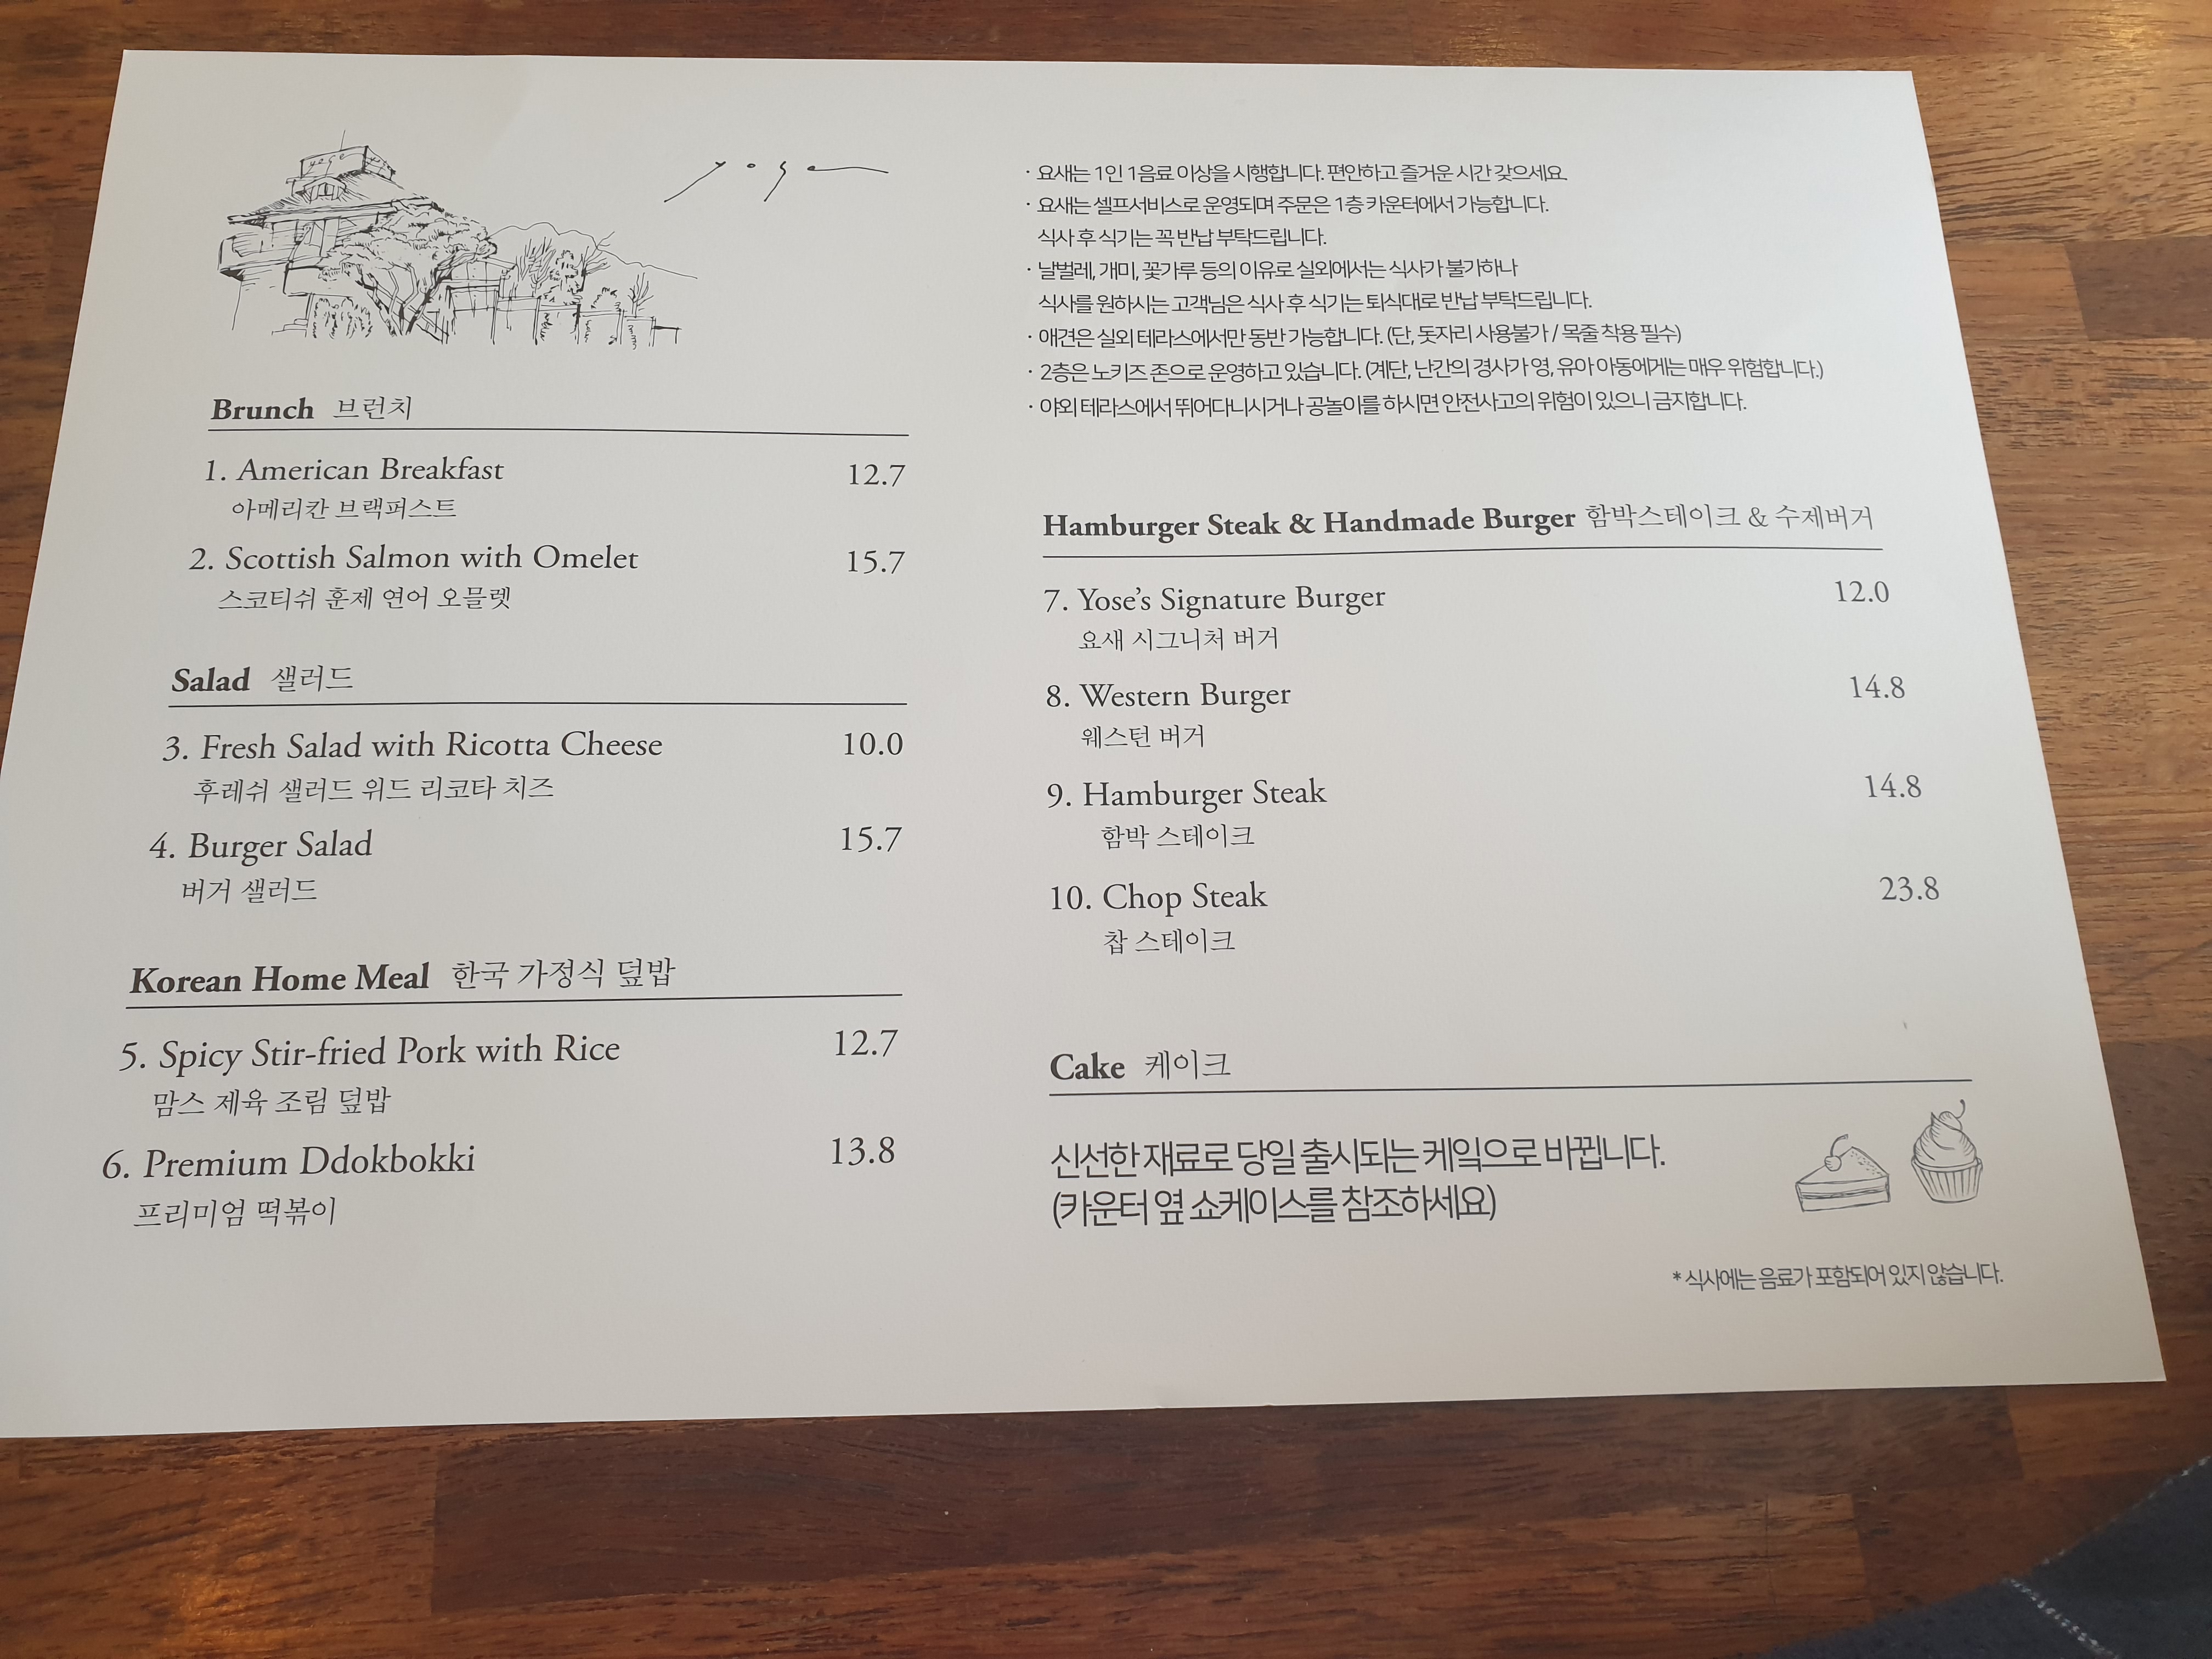 yose
yose
Brunch 브런치
1. American Breakfast 12.7
아메리칸 브랙퍼스트
2. Scottish Salmon with Omelet 15.7
스코티쉬 훈제 연어 오믈렛
Salad 샐러드
3. Fresh Salad with Ricotta Cheese 10.0
후레쉬 샐러드 위드 리코타 치즈
4. Burger Salad 15.7
버거 샐러드
Korean Home Meal 한국 가정식 덮밥
5. Spicy Stir-fried Pork with Rice 12.7
맘스 제육 조림 덮밥
6. Premium Ddokbokki 13.8
프리미엄 떡볶이
· 요새는 1인 1음료 이상을 시행합니다. 편안하고 즐거운 시간 갖으세요.
· 요새는 셀프서비스로 운영되며 주문은 1층 카운터에서 가능합니다.
식사 후 식기는 꼭 반납 부탁드립니다.
· 날벌레, 개미, 꽃가루 등의 이유로 실외에서는 식사가 불가하나
식사를 원하시는 고객님은 식사 후 식기는 퇴식대로 반납 부탁드립니다.
· 애견은 실외 테라스에서만 동반 가능합니다. (단, 돗자리 사용불가 / 목줄 착용 필수)
· 2층은 노키즈 존으로 운영하고 있습니다. (계단, 난간의 경사가 영, 유아 아동에게는 매우 위험합니다.)
· 야외 테라스에서 뛰어다니시거나 공놀이를 하시면 안전사고의 위험이 있으니 금지합니다.
Hamburger Steak & Handmade Burger 함박스테이크 & 수제버거
7. Yose's Signature Burger 12.0
요새 시그니처 버거
8. Western Burger 14.8
웨스턴 버거
9. Hamburger Steak 14.8
함박 스테이크
10. Chop Steak 23.8
찹 스테이크
Cake 케이크
신선한 재료로 당일 출시되는 케잌으로 바뀝니다.
(카운터 옆 쇼케이스를 참조하세요)
* 식사에는 음료가 포함되어 있지 않습니다.